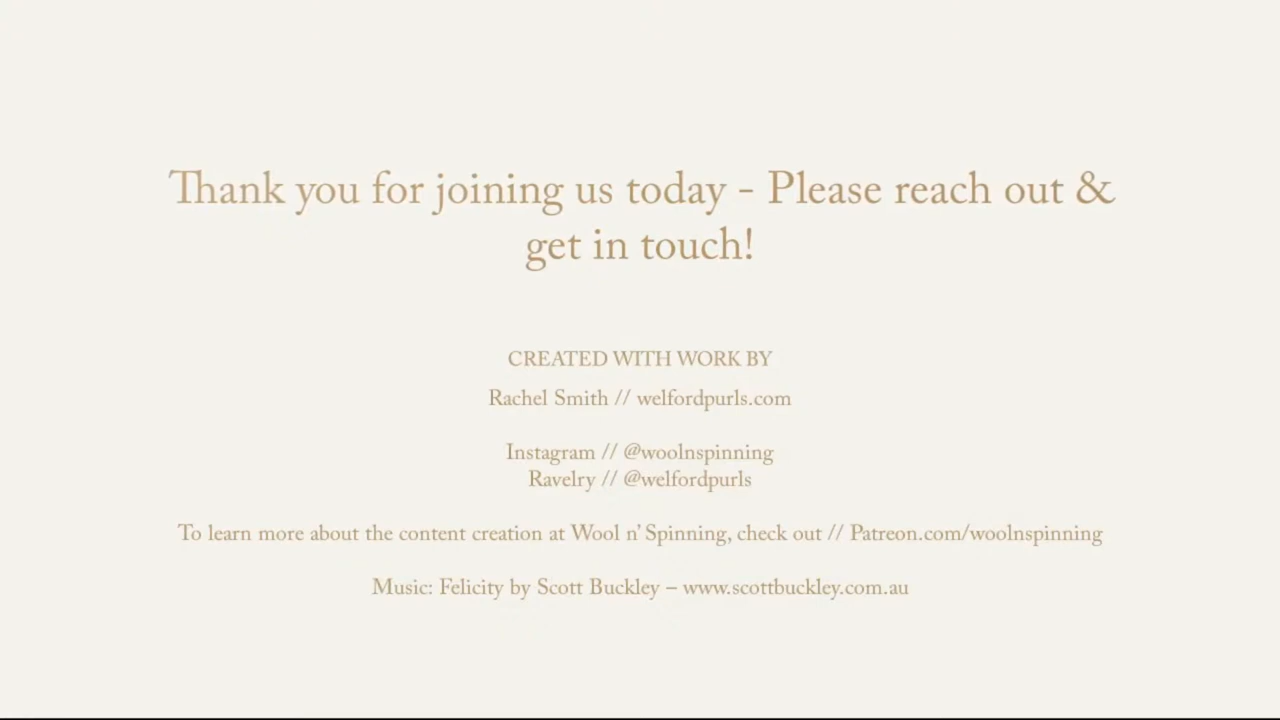 Thank you for joining us today - Please reach out &
get in touch!
CREATED WITH WORK BY
Rachel Smith // welfordpurls.com
Instagram // @woolnspinning
Ravelry // @welfordpurls
To learn more about the content creation at Wool n’ Spinning, check out // Patreon.com/woolnspinning
Music: Felicity by Scott Buckley – www.scottbuckley.com.au